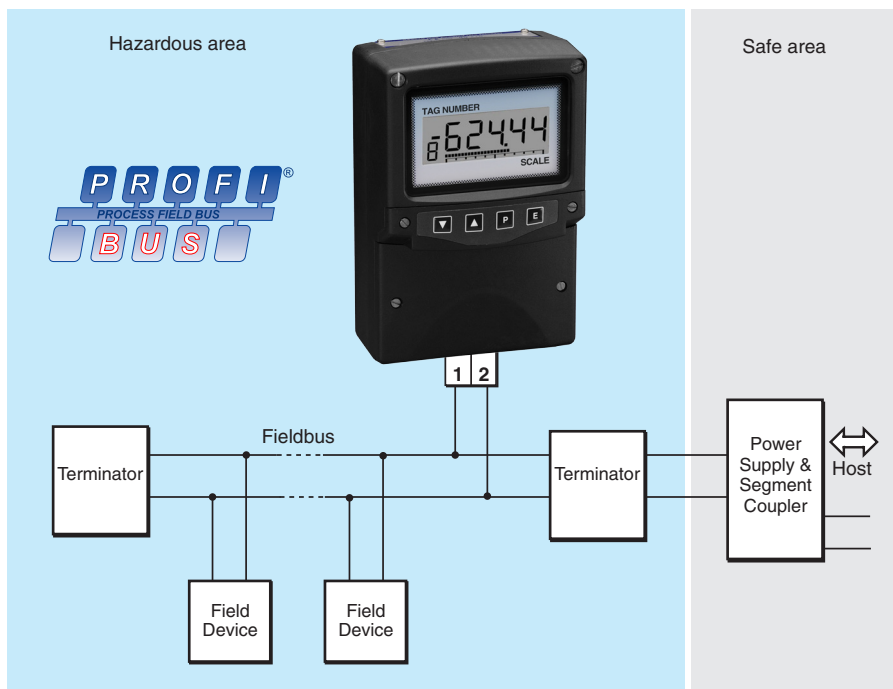 Hazardous area
Safe area
TAG NUMBER
-624.44
8
SCALE
P E
PROFI®
PROCESS FIELD BUS
BUS
1 2
Fieldbus
Terminator
Terminator
Power
Supply &
Segment
Coupler
Host
Field
Device
Field
Device